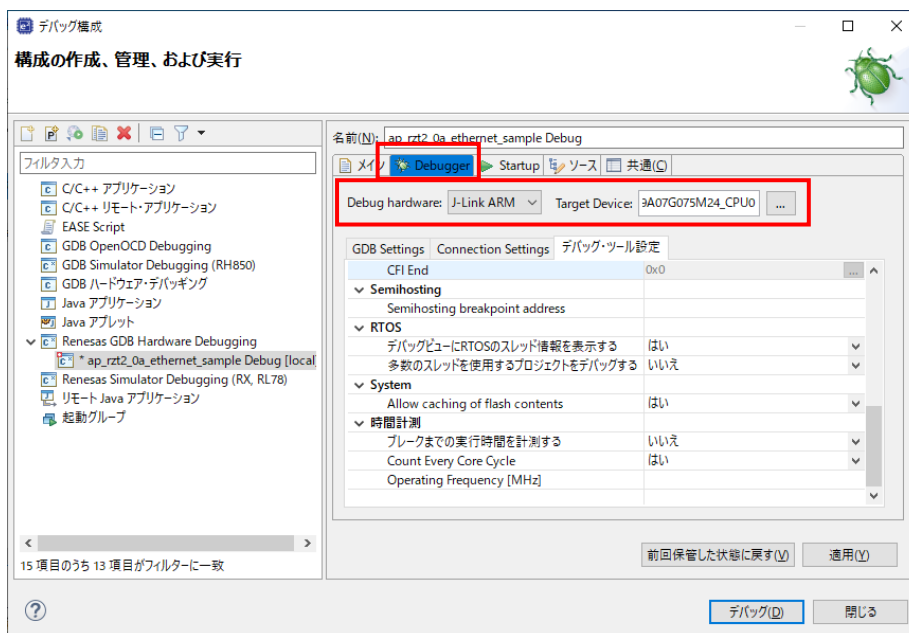 デバッグ構成
構成の作成、管理、および実行
フィルタ入力
C/C++ アプリケーション
C/C++ リモート・アプリケーション
EASE Script
GDB OpenOCD Debugging
GDB Simulator Debugging (RH850)
GDB ハードウェア・デバッギング
Java アプリケーション
Java アプレット
Renesas GDB Hardware Debugging
* ap_rzt2_0a_ethernet_sample Debug [local
Renesas Simulator Debugging (RX, RL78)
リモート Java アプリケーション
起動グループ
15 項目のうち 13 項目がフィルターに一致
名前(N): ap_rzt2_0a_ethernet_sample Debug
メイン Debugger Startup ソース 共通(C)
Debug hardware: J-Link ARM Target Device: 9A07G075M24_CPU0 ...
GDB Settings Connection Settings デバッグ・ツール設定
CFI End 0x0 ...
Semihosting
Semihosting breakpoint address
RTOS
デバッグビューにRTOSのスレッド情報を表示する はい
多数のスレッドを使用するプロジェクトをデバッグする いいえ
System
Allow caching of flash contents はい
時間計測
ブレークまでの実行時間を計測する いいえ
Count Every Core Cycle はい
Operating Frequency [MHz]
前回保管した状態に戻す(V) 適用(Y)
デバッグ(D) 閉じる